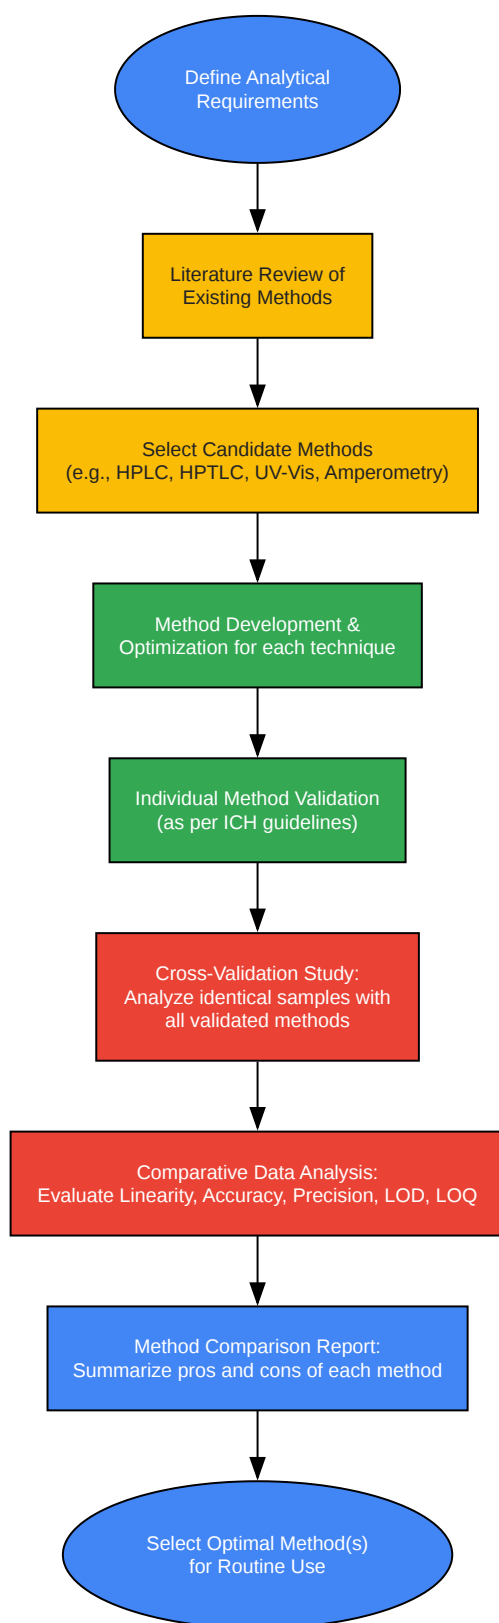 Define Analytical
Requirements
Literature Review of
Existing Methods
Select Candidate Methods
(e.g., HPLC, HPTLC, UV-Vis, Amperometry)
Method Development &
Optimization for each technique
Individual Method Validation
(as per ICH guidelines)
Cross-Validation Study:
Analyze identical samples with
all validated methods
Comparative Data Analysis:
Evaluate Linearity, Accuracy, Precision, LOD, LOQ
Method Comparison Report:
Summarize pros and cons of each method
Select Optimal Method(s)
for Routine Use